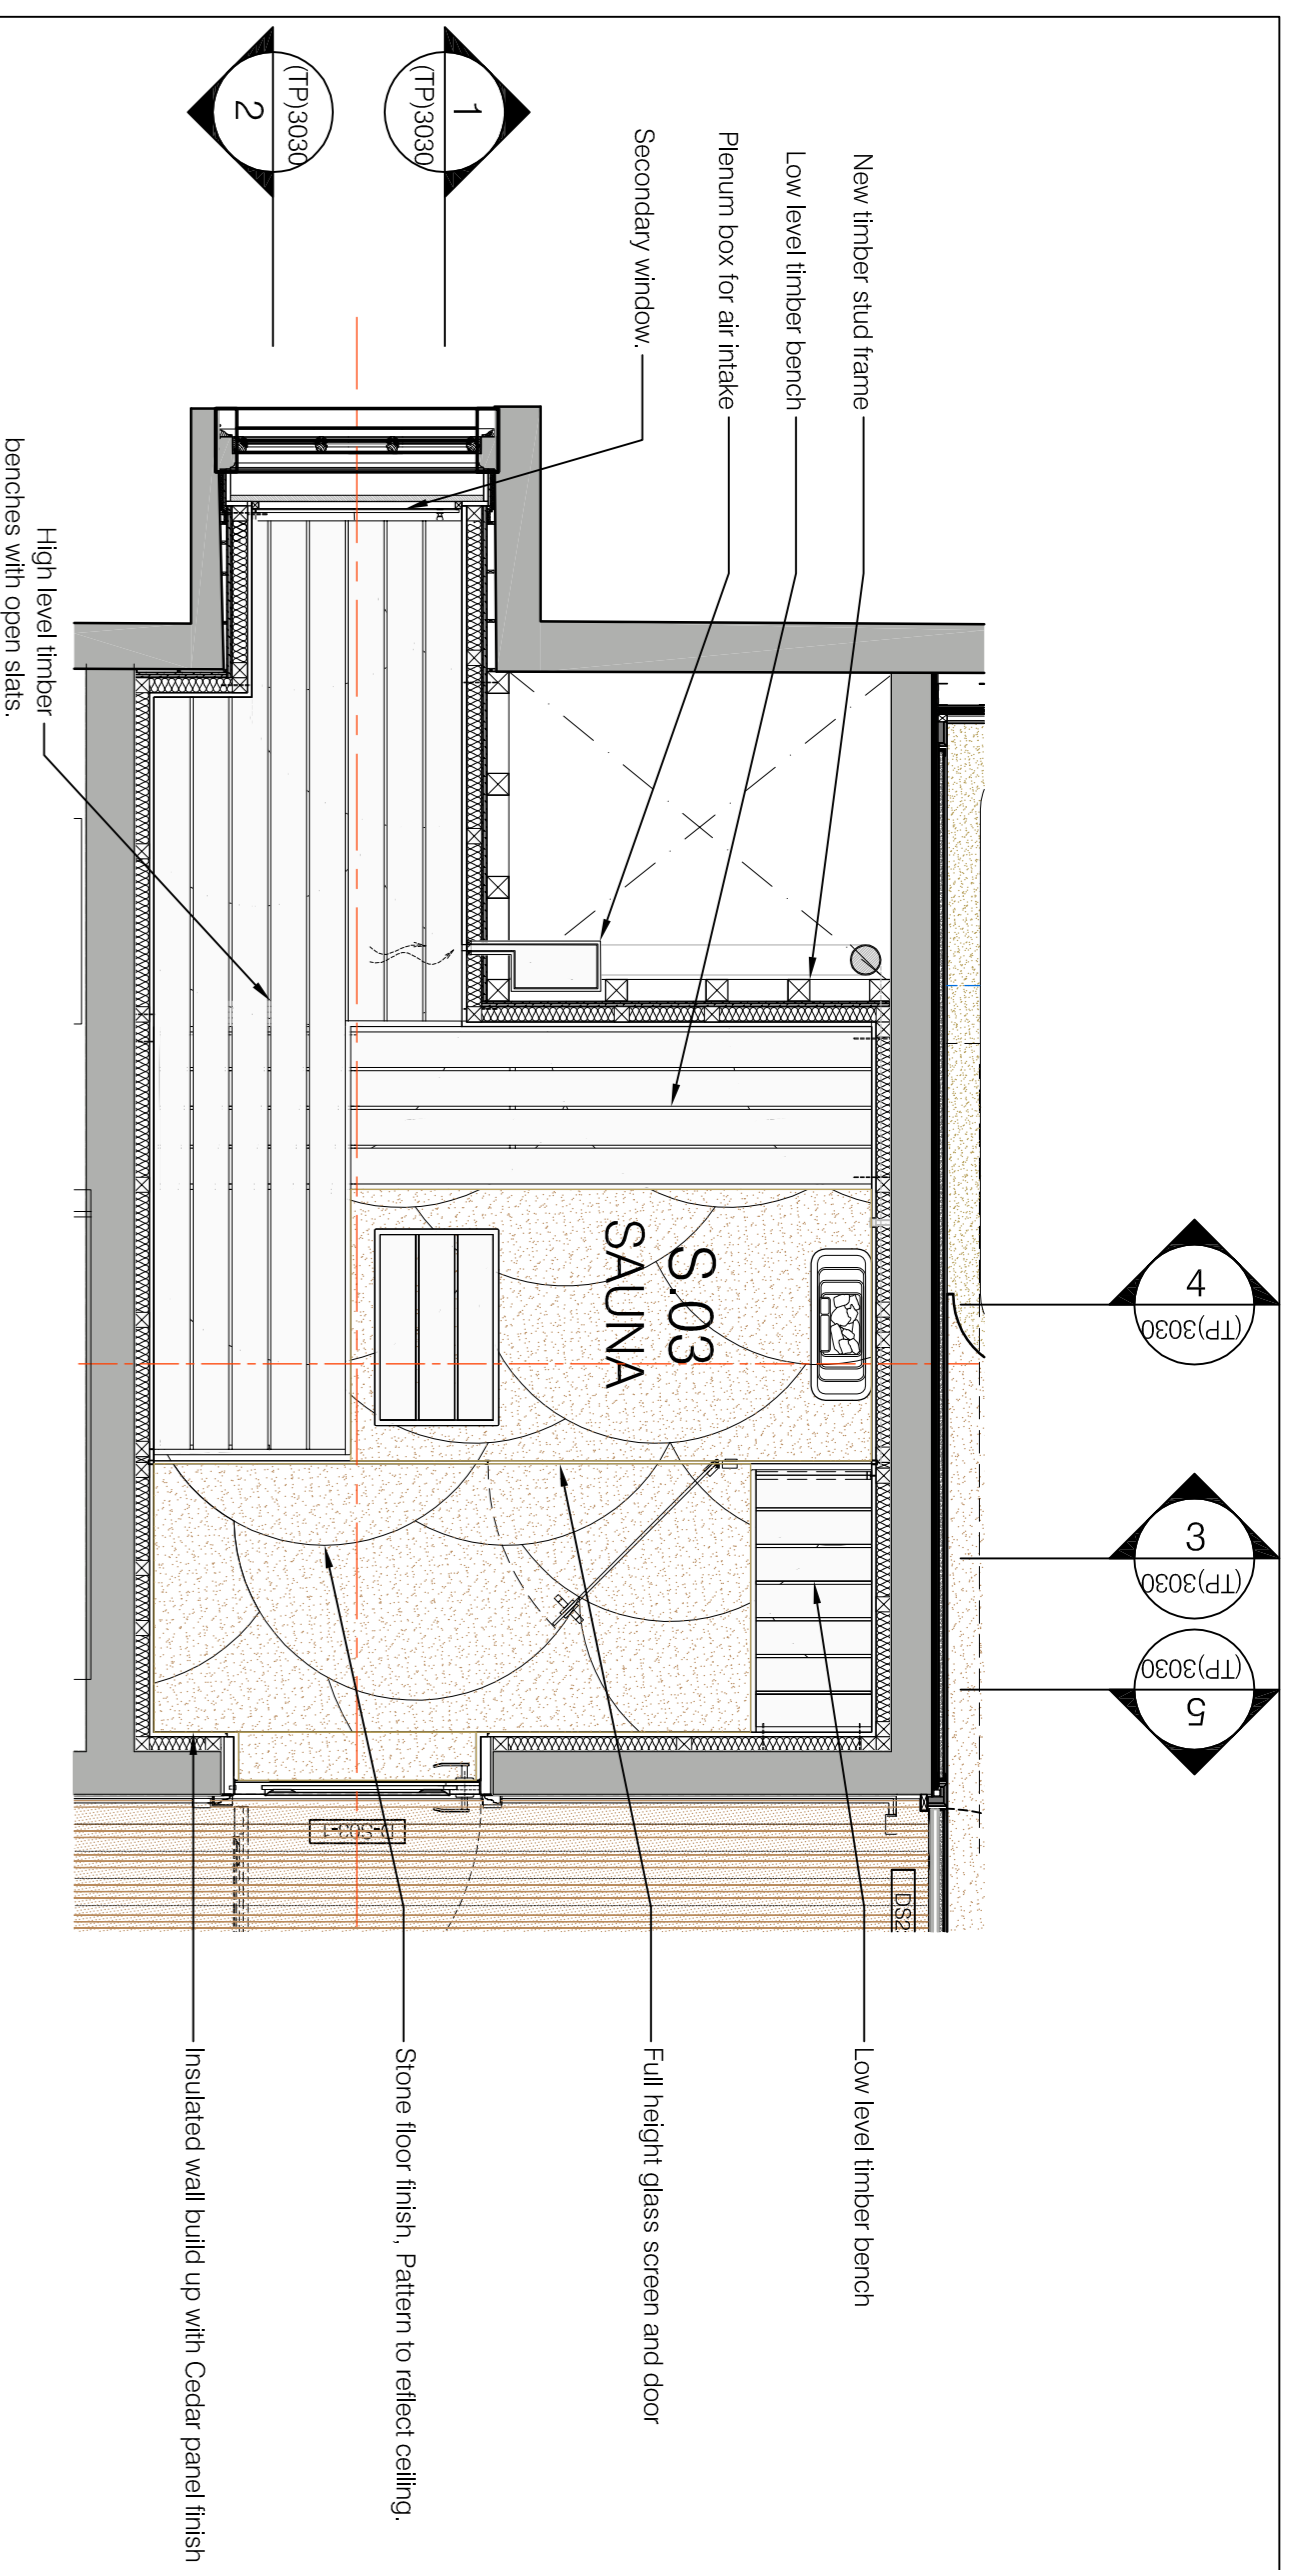 New timber stud frame
Low level timber bench
Plenum box for air intake
Secondary window.
1
(TP)3030
(TP)3030
2
High level timber
benches with open slats.
S.03
SAUNA
4
(TP)3030
3
(TP)3030
(TP)3030
5
D-S03-1
DS2
Low level timber bench
Full height glass screen and door
Stone floor finish, Pattern to reflect ceiling.
Insulated wall build up with Cedar panel finish